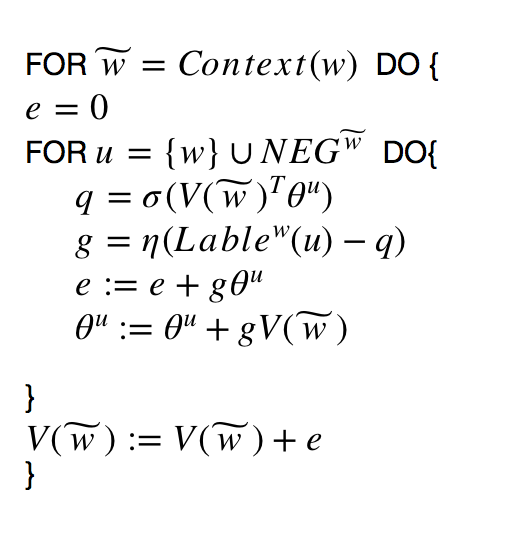 FOR w̃ = Context(w) DO {
e = 0
FOR u = {w} ∪ NEG^w̃ DO{
q = σ(V(w̃)^T θ^u)
g = η(Lable^w(u) − q)
e := e + gθ^u
θ^u := θ^u + gV(w̃)
}
V(w̃) := V(w̃) + e
}